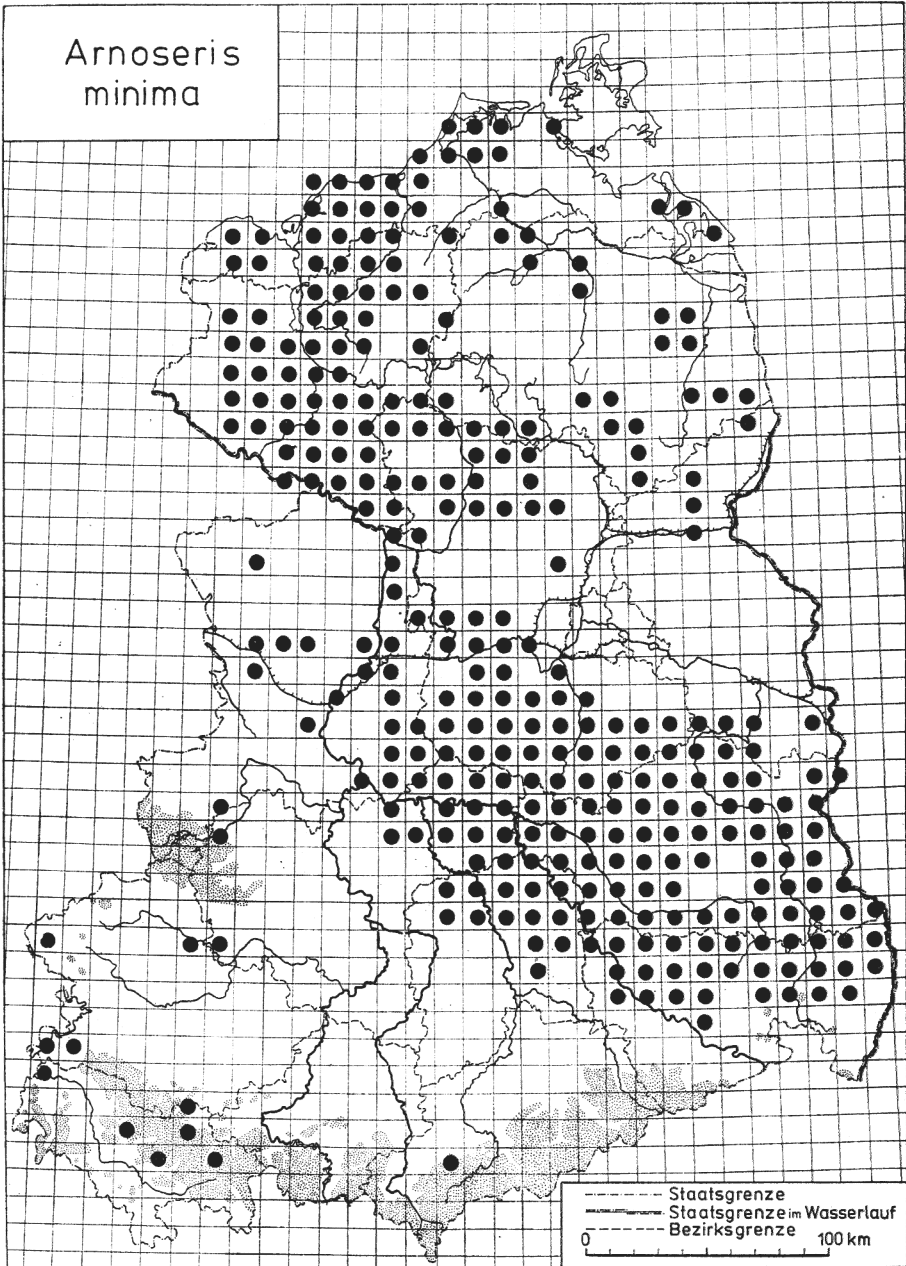 Arnoseris
minima
Staatsgrenze
Staatsgrenze im Wasserlauf
Bezirksgrenze
0 100 km